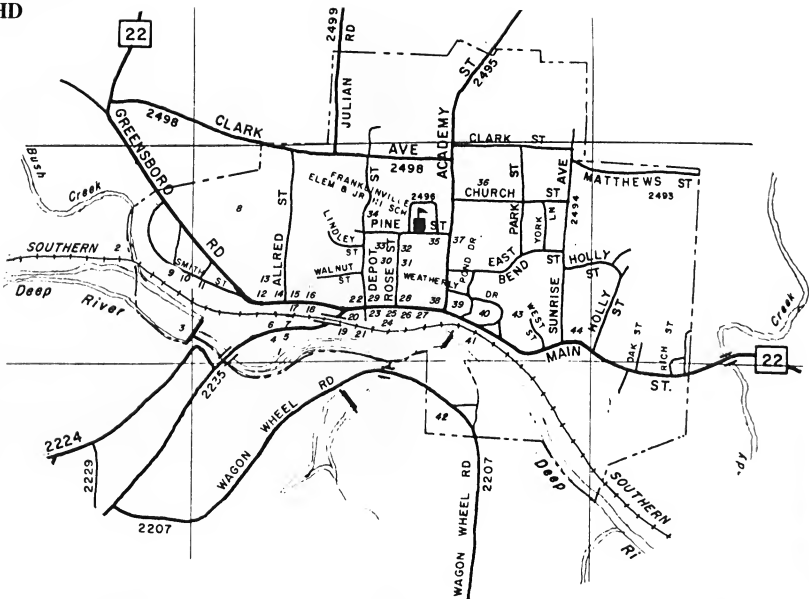 HD
22
2499
JULIAN RD
ST 2495
2498
CLARK AVE
2498
ACADEMY
CLARK ST
GREENSBORO RD
Bush Creek
8
ALLRED ST
FRANKLINVILLE
ELEM & JR HI SCH
2496
34
PINE ST
35
36
CHURCH ST
PARK ST
YORK LN
AVE
2494
MATTHEWS ST
2493
SOUTHERN
2
Deep River
3
SMITH ST
9 10 11
LINDLEY ST
WALNUT ST
DEPOT ST
ROSE ST
33
32
30
31
WEATHERLY
37
POND DR
EAST BEND ST
HOLLY ST
HOLLY ST
13
12 14 15 16
17 18
22 29
28
38
39
DR
40
43
WEST ST
SUNRISE
44
OAK ST
RICH ST
Creek
6 7
4 5
20
23 25 26 27
24
19 21
41
MAIN ST.
22
2235
WAGON WHEEL RD
42
2224
2229
2207
WAGON WHEEL RD
2207
Deep
SOUTHERN
Ri
-dy